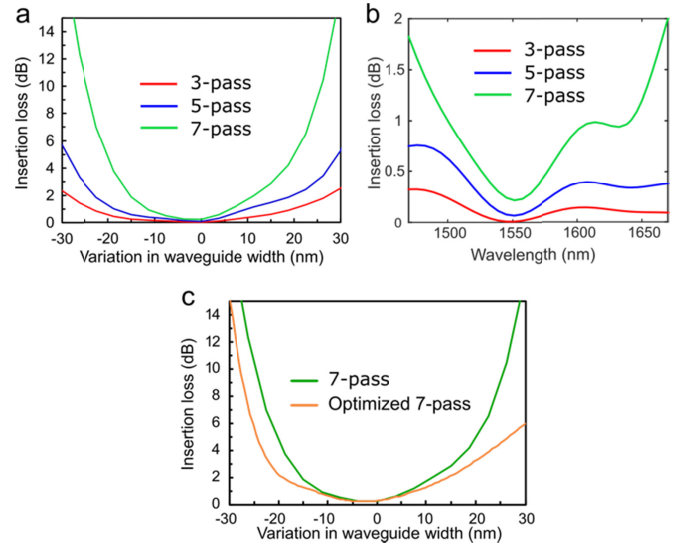 a
Insertion loss (dB)
14
12
10
8
6
4
2
0
3-pass
5-pass
7-pass
-30 -20 -10 0 10 20 30
Variation in waveguide width (nm)
b
Insertion loss (dB)
2
1.5
1
0.5
0
3-pass
5-pass
7-pass
1500 1550 1600 1650
Wavelength (nm)
c
Insertion loss (dB)
14
12
10
8
6
4
2
0
7-pass
Optimized 7-pass
-30 -20 -10 0 10 20 30
Variation in waveguide width (nm)